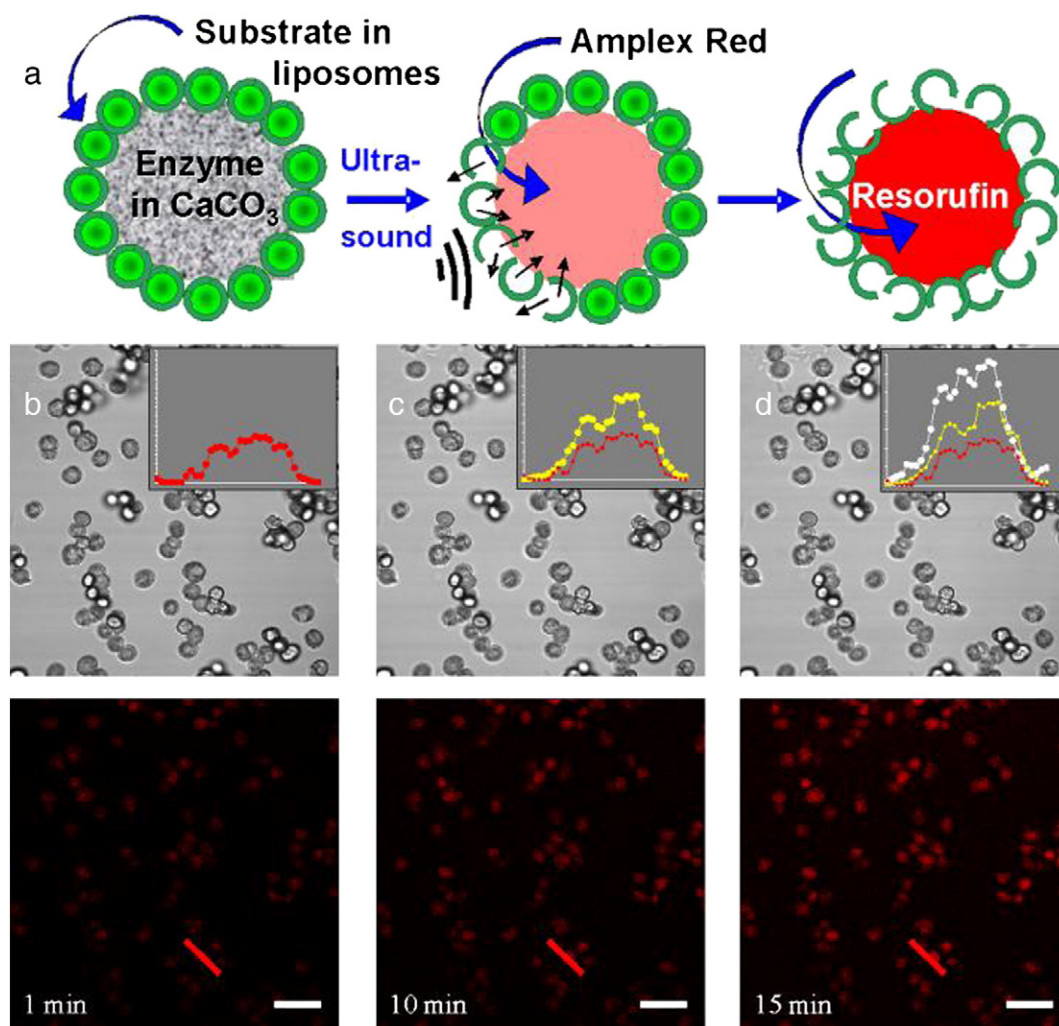 a
Substrate in
liposomes
Enzyme
in CaCO₃
Ultra-
sound
Amplex Red
Resorufin
b
c
d
1 min
10 min
15 min